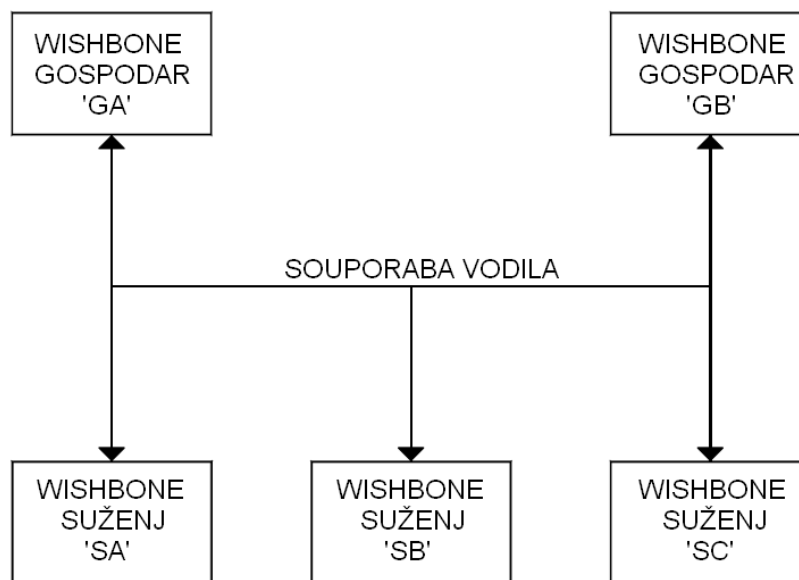 WISHBONE
GOSPODAR
'GA'
WISHBONE
GOSPODAR
'GB'
SOUPORABA VODILA
WISHBONE
SUŽENJ
'SA'
WISHBONE
SUŽENJ
'SB'
WISHBONE
SUŽENJ
'SC'